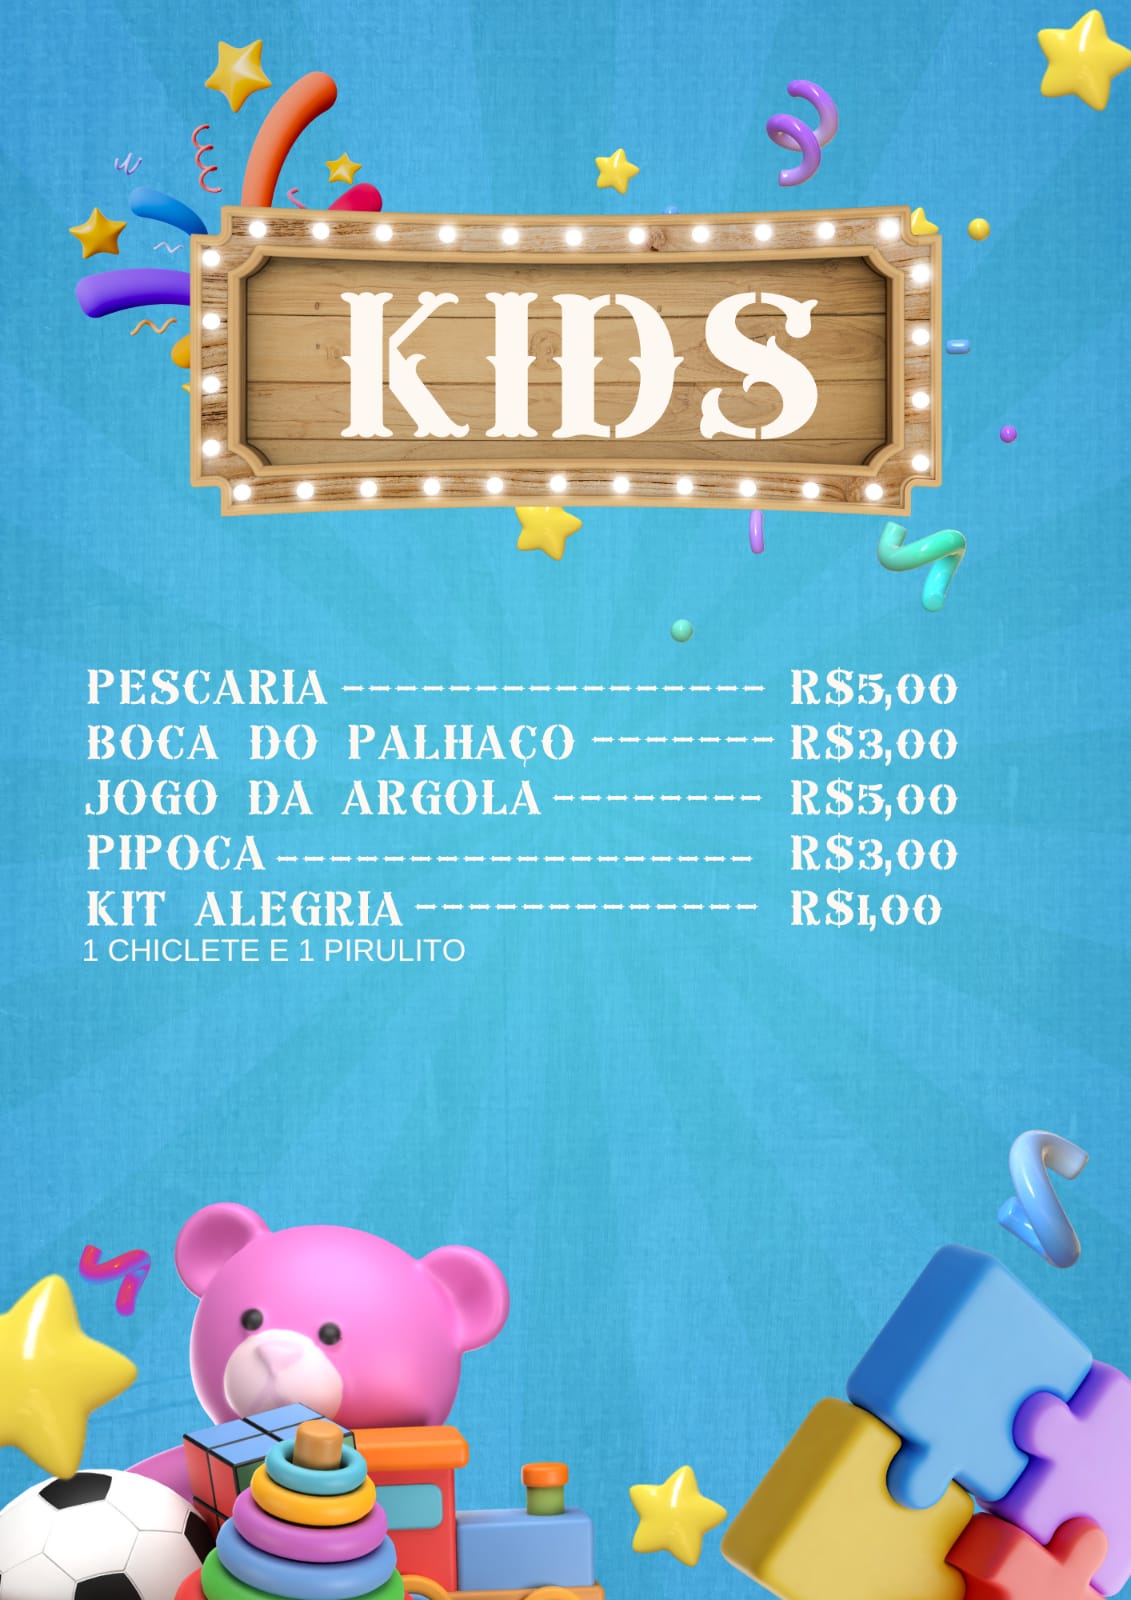 KIDS
PESCARIA ---------------- R$5,00
BOCA DO PALHAÇO ------- R$3,00
JOGO DA ARGOLA -------- R$5,00
PIPOCA ------------------ R$3,00
KIT ALEGRIA ------------- R$1,00
1 CHICLETE E 1 PIRULITO